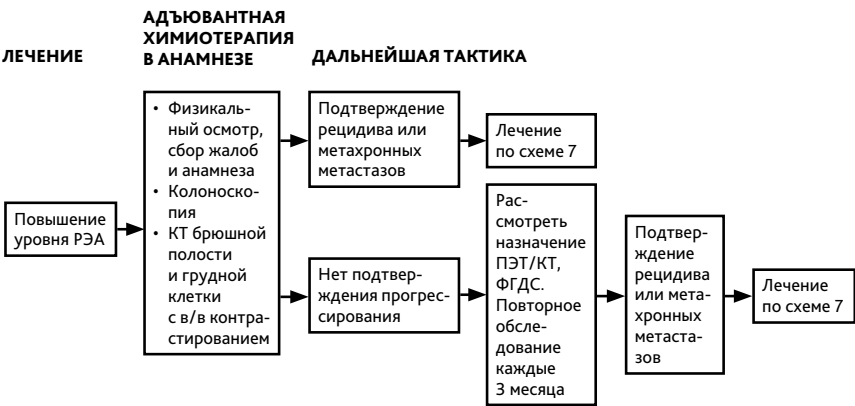 ЛЕЧЕНИЕ
АДЪЮВАНТНАЯ
ХИМИОТЕРАПИЯ
В АНАМНЕЗЕ
ДАЛЬНЕЙШАЯ ТАКТИКА
Повышение
уровня РЭА
• Физикаль-
ный осмотр,
сбор жалоб
и анамнеза
• Колоноско-
пия
• КТ брюшной
полости
и грудной
клетки
с в/в контра-
стированием
Подтверждение
рецидива или
метахронных
метастазов
Лечение
по схеме 7
Нет подтвер-
ждения прогрес-
сирования
Рас-
смотреть
назначение
ПЭТ/КТ,
ФГДС.
Повторное
обсле-
дование
каждые
3 месяца
Подтвер-
ждение
рецидива
или мета-
хронных
метаста-
зов
Лечение
по схеме 7